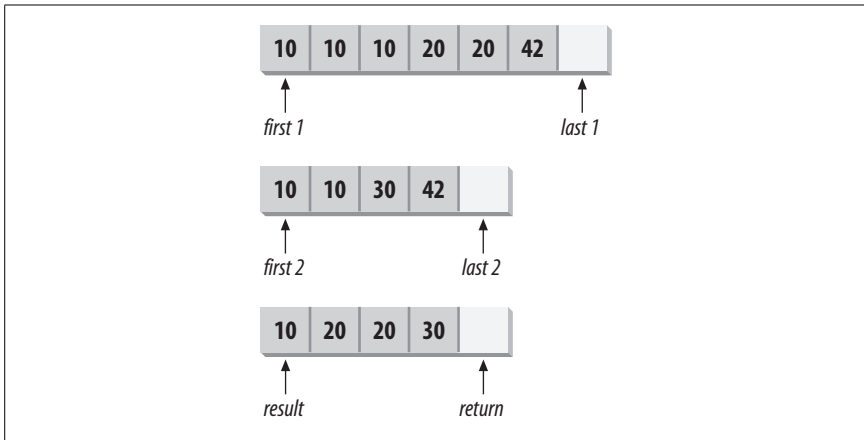 10 10 10 20 20 42
first 1 last 1
10 10 30 42
first 2 last 2
10 20 20 30
result return